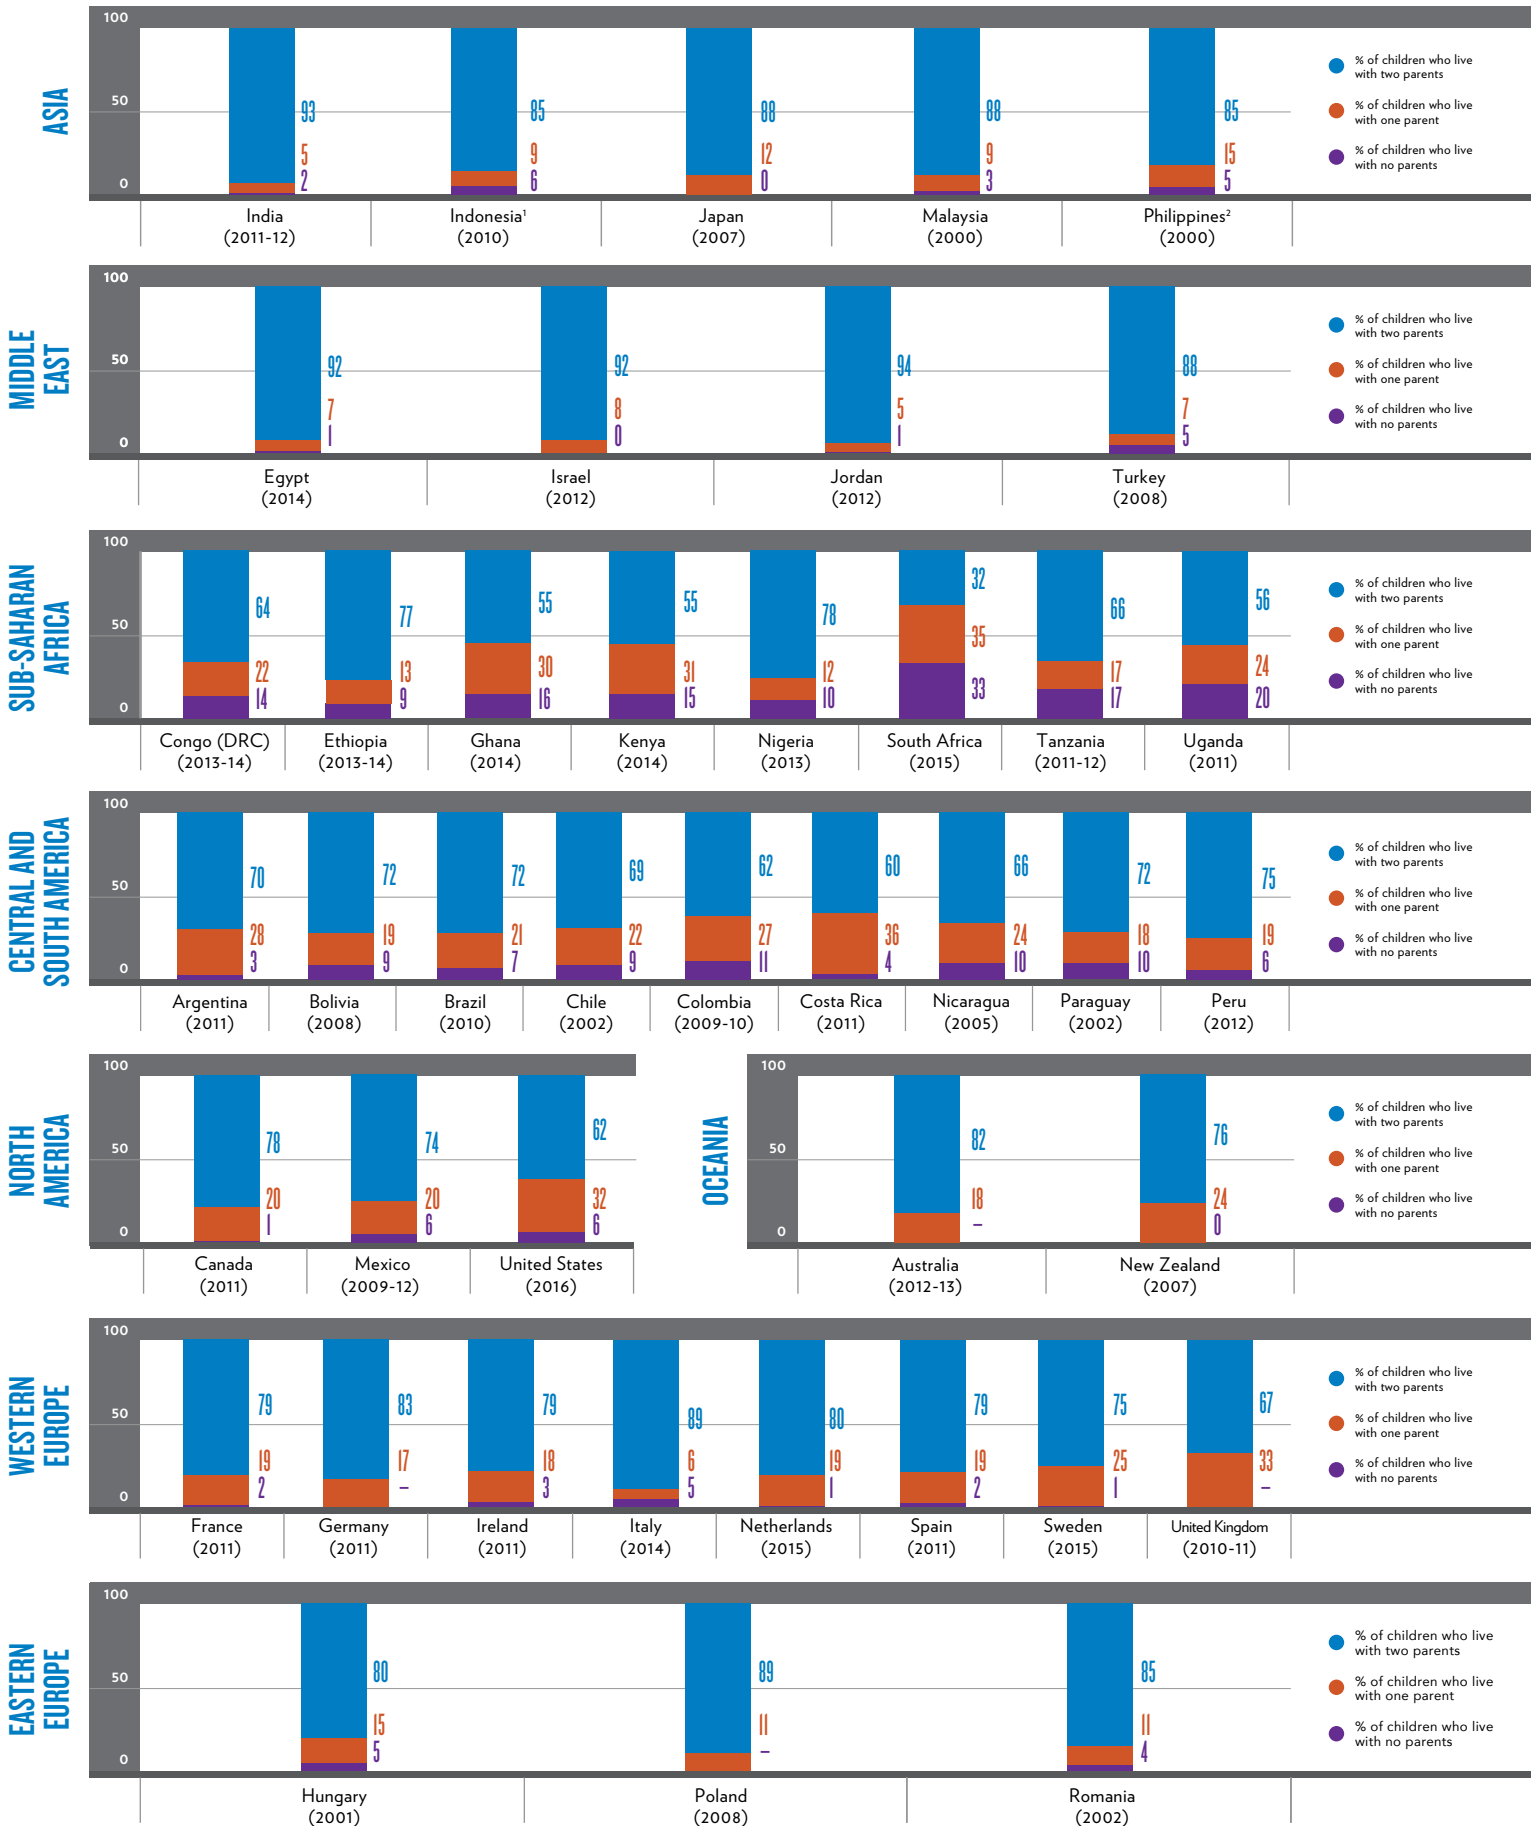 ASIA
100
50
0
93
5
2
85
9
6
88
12
0
88
9
3
85
15
5
% of children who live
with two parents
% of children who live
with one parent
% of children who live
with no parents
India
(2011-12)
Indonesia¹
(2010)
Japan
(2007)
Malaysia
(2000)
Philippines²
(2000)
MIDDLE
EAST
100
50
0
92
7
1
92
8
0
94
5
1
88
7
5
% of children who live
with two parents
% of children who live
with one parent
% of children who live
with no parents
Egypt
(2014)
Israel
(2012)
Jordan
(2012)
Turkey
(2008)
SUB-SAHARAN
AFRICA
100
50
0
64
22
14
77
13
9
55
30
16
55
31
15
78
12
10
32
35
33
66
17
17
56
24
20
% of children who live
with two parents
% of children who live
with one parent
% of children who live
with no parents
Congo (DRC)
(2013-14)
Ethiopia
(2013-14)
Ghana
(2014)
Kenya
(2014)
Nigeria
(2013)
South Africa
(2015)
Tanzania
(2011-12)
Uganda
(2011)
CENTRAL AND
SOUTH AMERICA
100
50
0
70
28
3
72
19
9
72
21
7
69
22
9
62
27
11
60
36
4
66
24
10
72
18
10
75
19
6
% of children who live
with two parents
% of children who live
with one parent
% of children who live
with no parents
Argentina
(2011)
Bolivia
(2008)
Brazil
(2010)
Chile
(2002)
Colombia
(2009-10)
Costa Rica
(2011)
Nicaragua
(2005)
Paraguay
(2002)
Peru
(2012)
NORTH
AMERICA
100
50
0
78
20
1
74
20
6
62
32
6
Canada
(2011)
Mexico
(2009-12)
United States
(2016)
OCEANIA
100
50
0
82
18
–
76
24
0
% of children who live
with two parents
% of children who live
with one parent
% of children who live
with no parents
Australia
(2012-13)
New Zealand
(2007)
WESTERN
EUROPE
100
50
0
79
19
2
83
17
–
79
18
3
89
6
5
80
19
1
79
19
2
75
25
1
67
33
–
% of children who live
with two parents
% of children who live
with one parent
% of children who live
with no parents
France
(2011)
Germany
(2011)
Ireland
(2011)
Italy
(2014)
Netherlands
(2015)
Spain
(2011)
Sweden
(2015)
United Kingdom
(2010-11)
EASTERN
EUROPE
100
50
0
80
15
5
89
11
–
85
11
4
% of children who live
with two parents
% of children who live
with one parent
% of children who live
with no parents
Hungary
(2001)
Poland
(2008)
Romania
(2002)